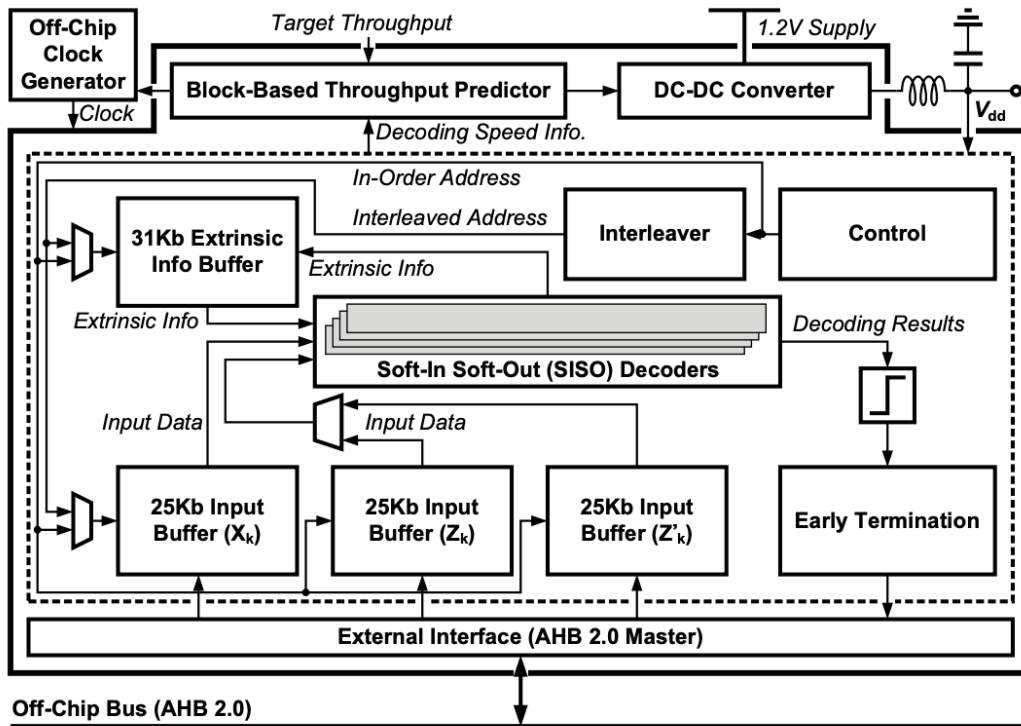 Off-Chip
Clock
Generator
Target Throughput
1.2V Supply
Block-Based Throughput Predictor
DC-DC Converter
Clock
Decoding Speed Info.
Vdd
In-Order Address
Interleaved Address
31Kb Extrinsic
Info Buffer
Interleaver
Control
Extrinsic Info
Extrinsic Info
Decoding Results
Soft-In Soft-Out (SISO) Decoders
Input Data
Input Data
25Kb Input
Buffer (Xk)
25Kb Input
Buffer (Zk)
25Kb Input
Buffer (Z'k)
Early Termination
External Interface (AHB 2.0 Master)
Off-Chip Bus (AHB 2.0)